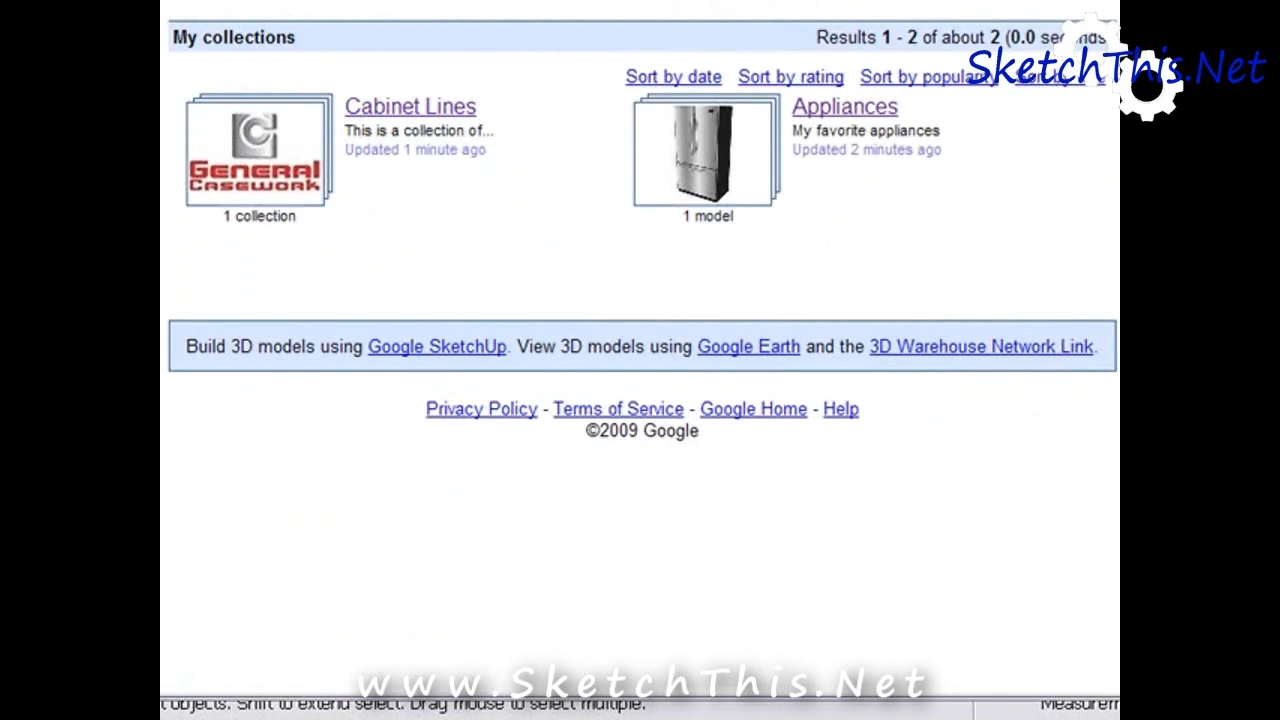 My collections
Results 1 - 2 of about 2 (0.0 seconds
SketchThis.Net
Sort by date Sort by rating Sort by popularity Sort by
Cabinet Lines
This is a collection of...
Updated 1 minute ago
GENERAL
CASEWORK
1 collection
Appliances
My favorite appliances
Updated 2 minutes ago
1 model
Build 3D models using Google SketchUp. View 3D models using Google Earth and the 3D Warehouse Network Link.
Privacy Policy - Terms of Service - Google Home - Help
©2009 Google
www.SketchThis.Net
t objects. Shift to extend select. Drag mouse to select multiple.
Measurem